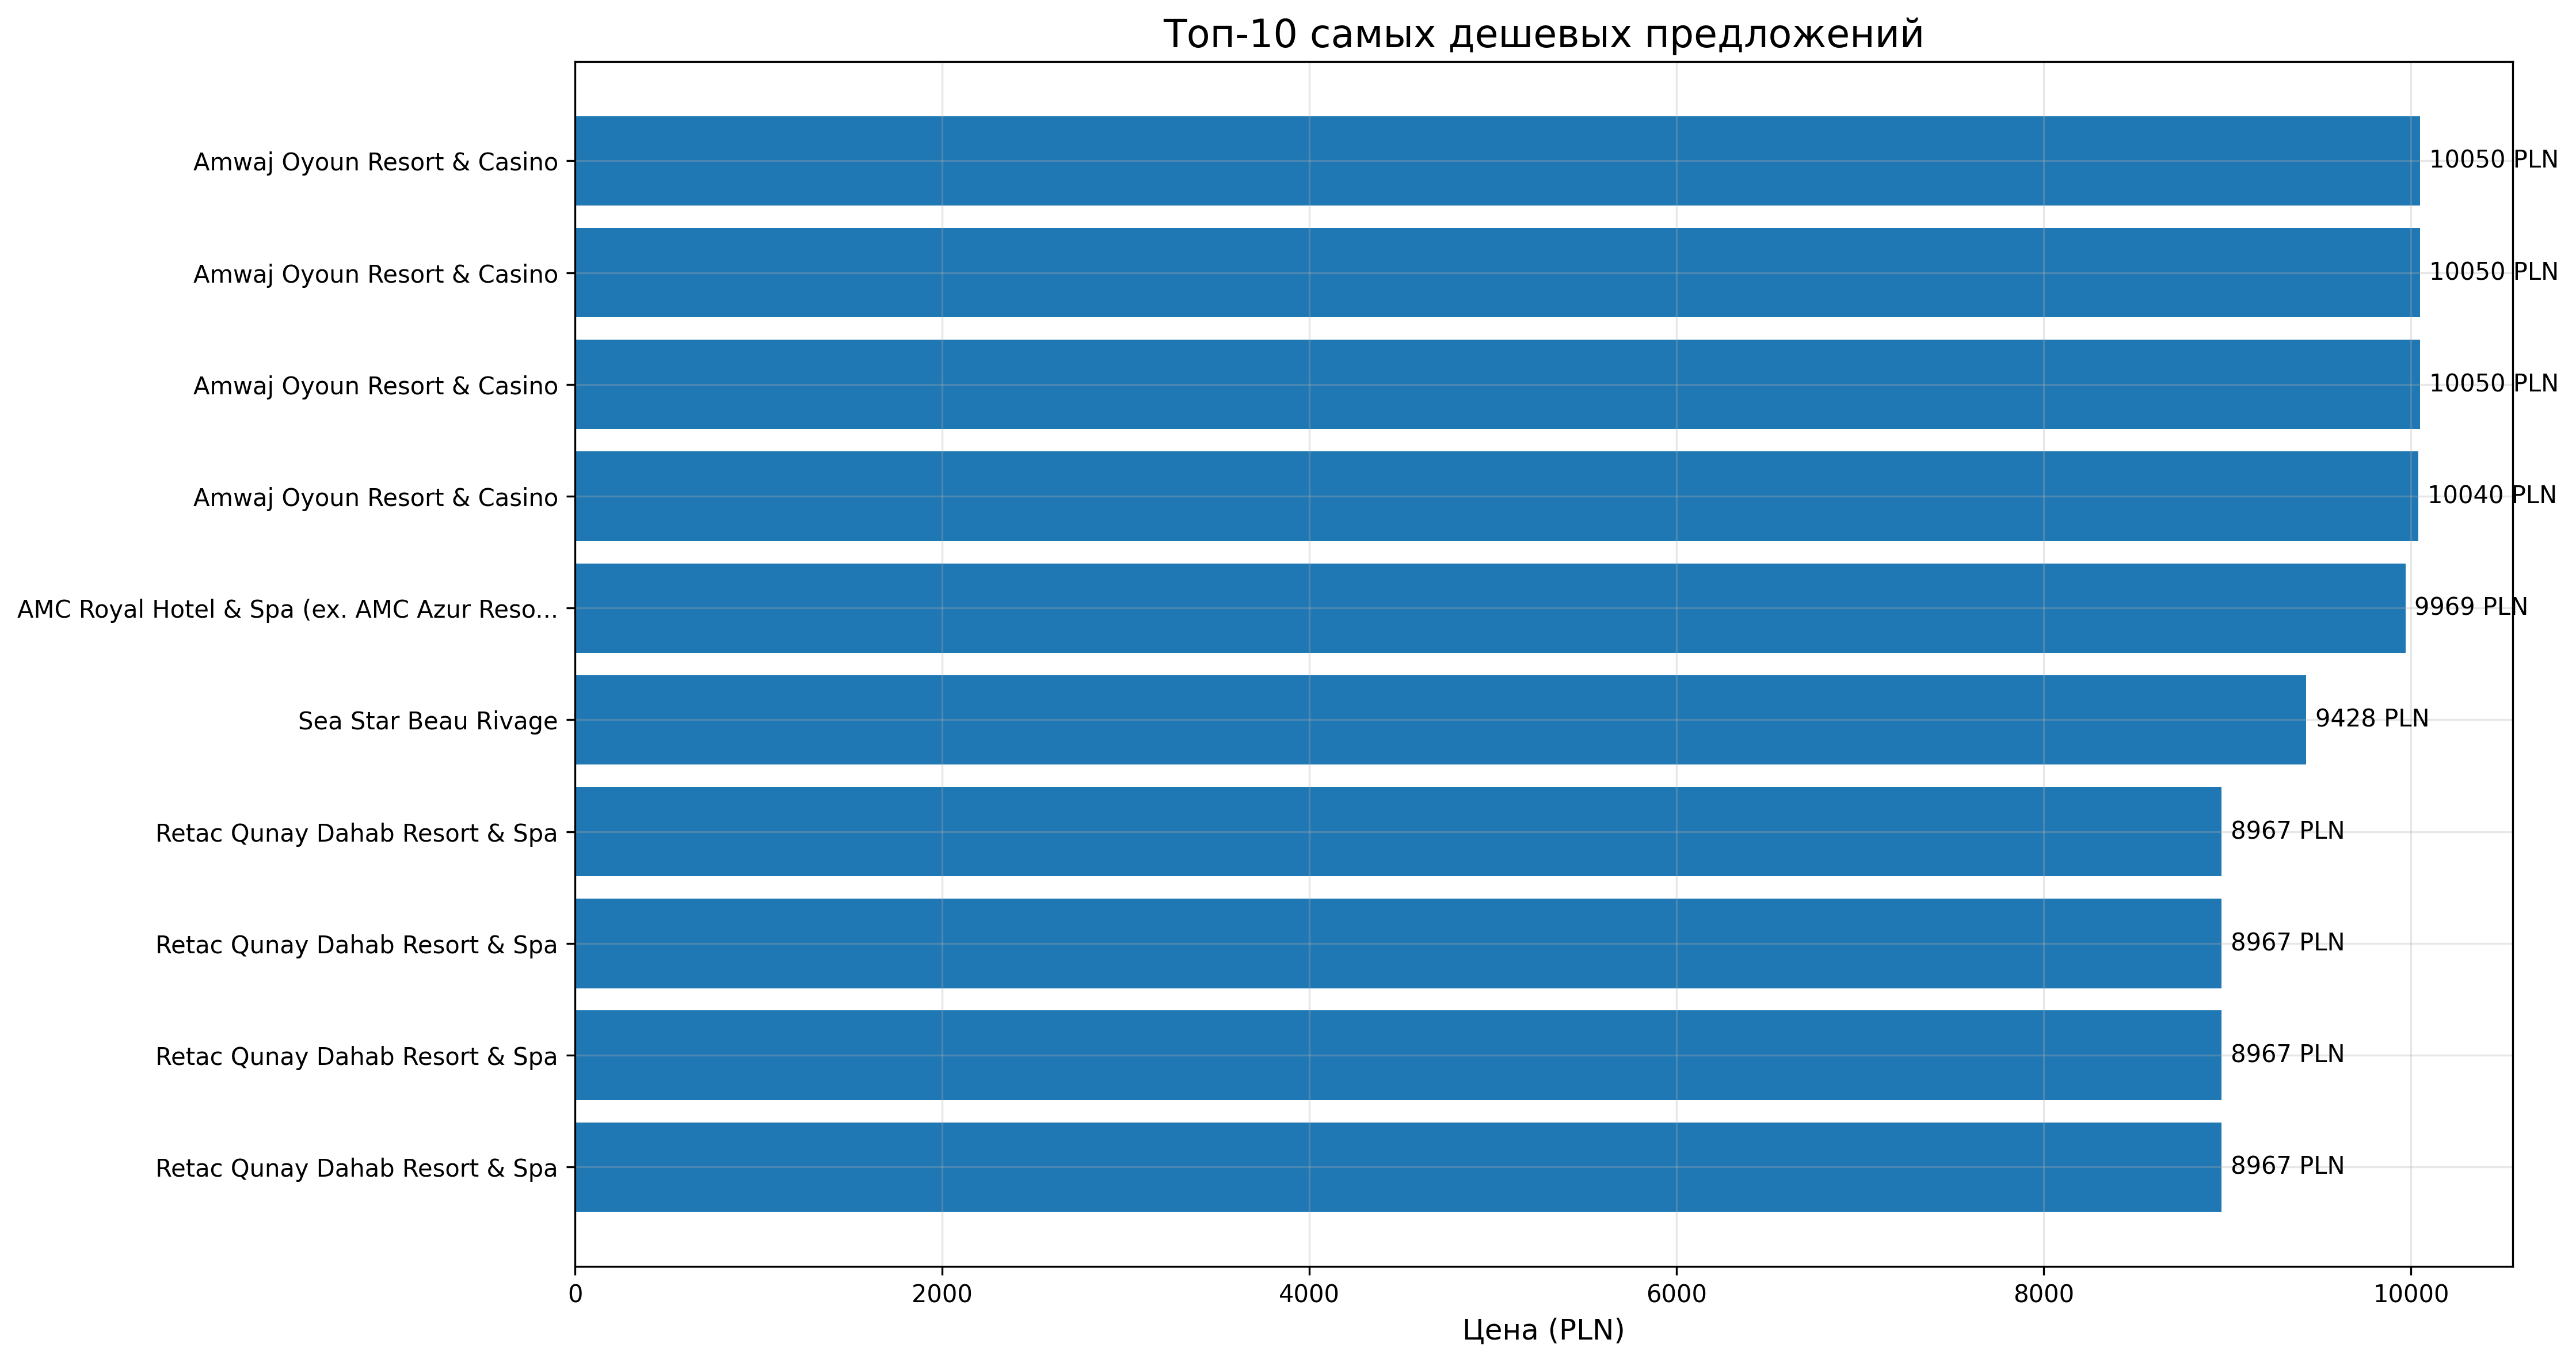 Топ-10 самых дешевых предложений
Amwaj Oyoun Resort & Casino
10050 PLN
Amwaj Oyoun Resort & Casino
10050 PLN
Amwaj Oyoun Resort & Casino
10050 PLN
Amwaj Oyoun Resort & Casino
10040 PLN
AMC Royal Hotel & Spa (ex. AMC Azur Reso...
9969 PLN
Sea Star Beau Rivage
9428 PLN
Retac Qunay Dahab Resort & Spa
8967 PLN
Retac Qunay Dahab Resort & Spa
8967 PLN
Retac Qunay Dahab Resort & Spa
8967 PLN
Retac Qunay Dahab Resort & Spa
8967 PLN
0 2000 4000 6000 8000 10000
Цена (PLN)